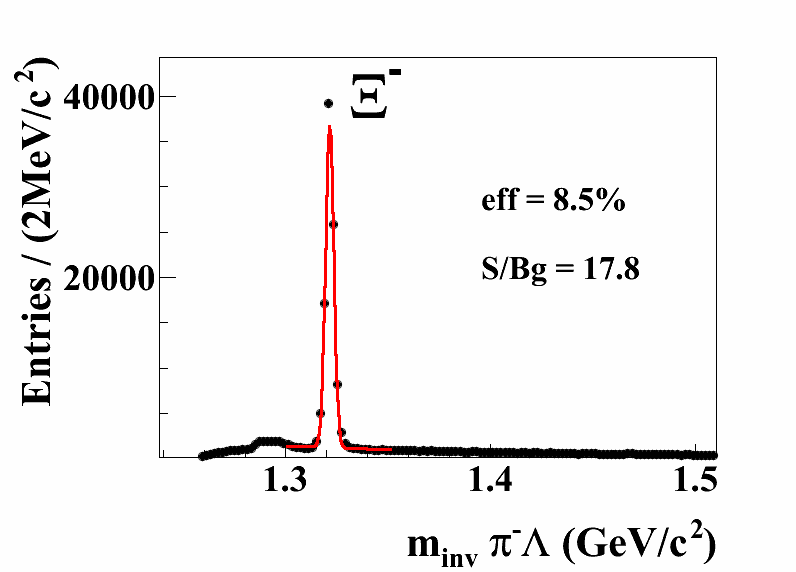 Ξ⁻
40000
20000
Entries / (2MeV/c²)
eff = 8.5%
S/Bg = 17.8
1.3 1.4 1.5
m_inv π⁻Λ (GeV/c²)